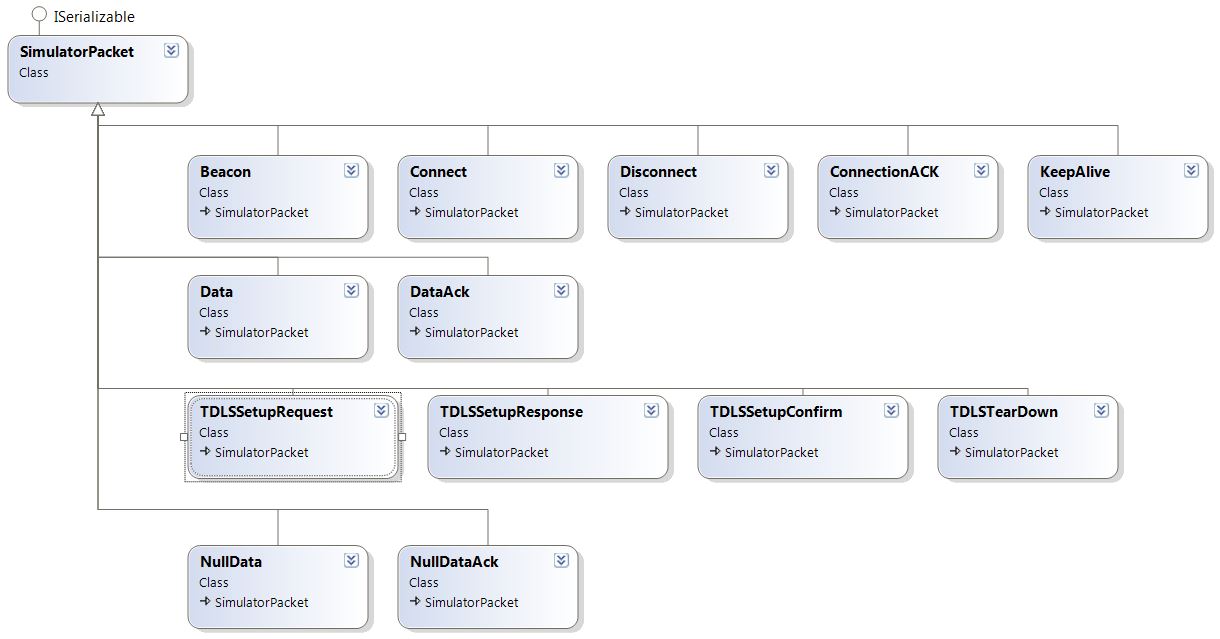 ISerializable
SimulatorPacket
Class
Beacon
Class
SimulatorPacket
Connect
Class
SimulatorPacket
Disconnect
Class
SimulatorPacket
ConnectionACK
Class
SimulatorPacket
KeepAlive
Class
SimulatorPacket
Data
Class
SimulatorPacket
DataAck
Class
SimulatorPacket
TDLSSetupRequest
Class
SimulatorPacket
TDLSSetupResponse
Class
SimulatorPacket
TDLSSetupConfirm
Class
SimulatorPacket
TDLSTearDown
Class
SimulatorPacket
NullData
Class
SimulatorPacket
NullDataAck
Class
SimulatorPacket